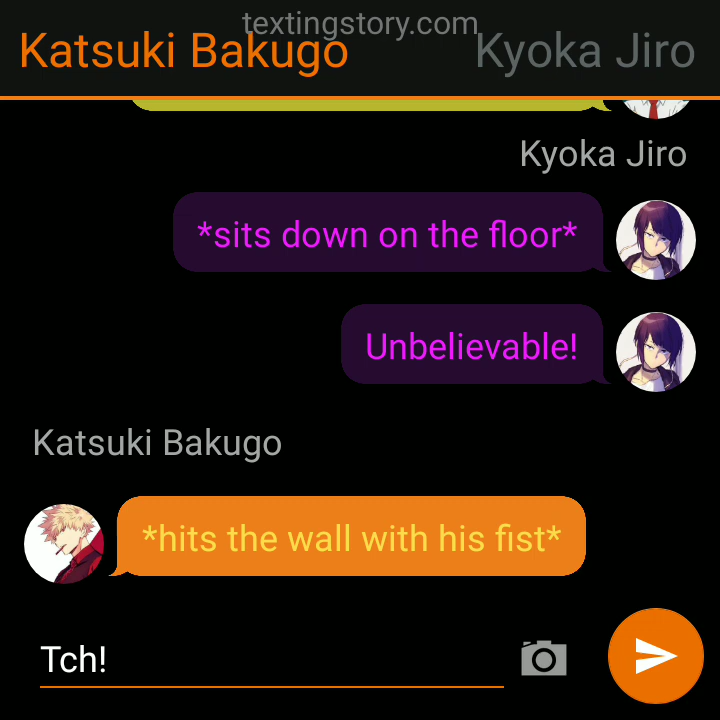 textingstory.com
Katsuki Bakugo
Kyoka Jiro
Kyoka Jiro
*sits down on the floor*
Unbelievable!
Katsuki Bakugo
*hits the wall with his fist*
Tch!